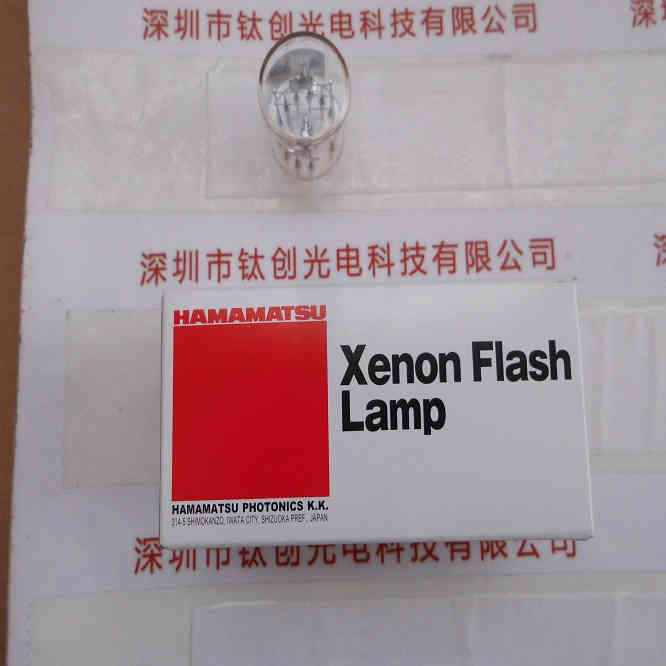 深圳市钛创光电科技有限公司
深
深圳市钛创光电科技有限公司
HAMAMATSU
Xenon Flash
Lamp
HAMAMATSU PHOTONICS K.K.
314-5 SHIMOKANZO, IWATA CITY, SHIZUOKA PREF., JAPAN
深圳市钛创光电科技有限公司